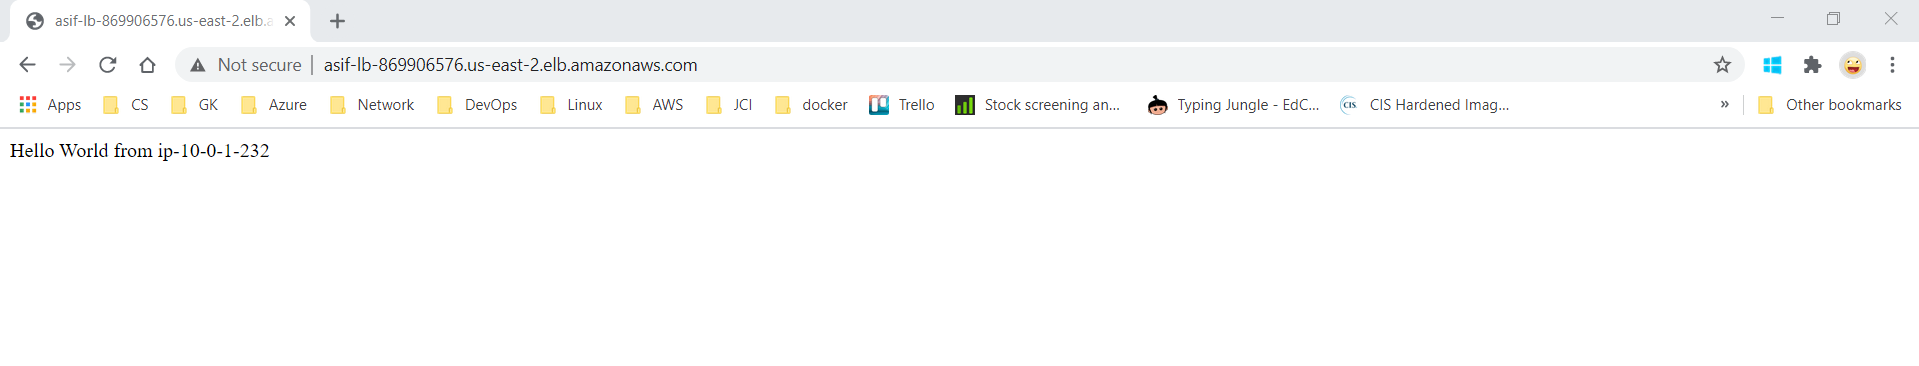 asif-lb-869906576.us-east-2.elb.a
Not secure | asif-lb-869906576.us-east-2.elb.amazonaws.com
Apps CS GK Azure Network DevOps Linux AWS JCI docker Trello Stock screening an... Typing Jungle - EdC... CIS CIS Hardened Imag... » Other bookmarks
Hello World from ip-10-0-1-232